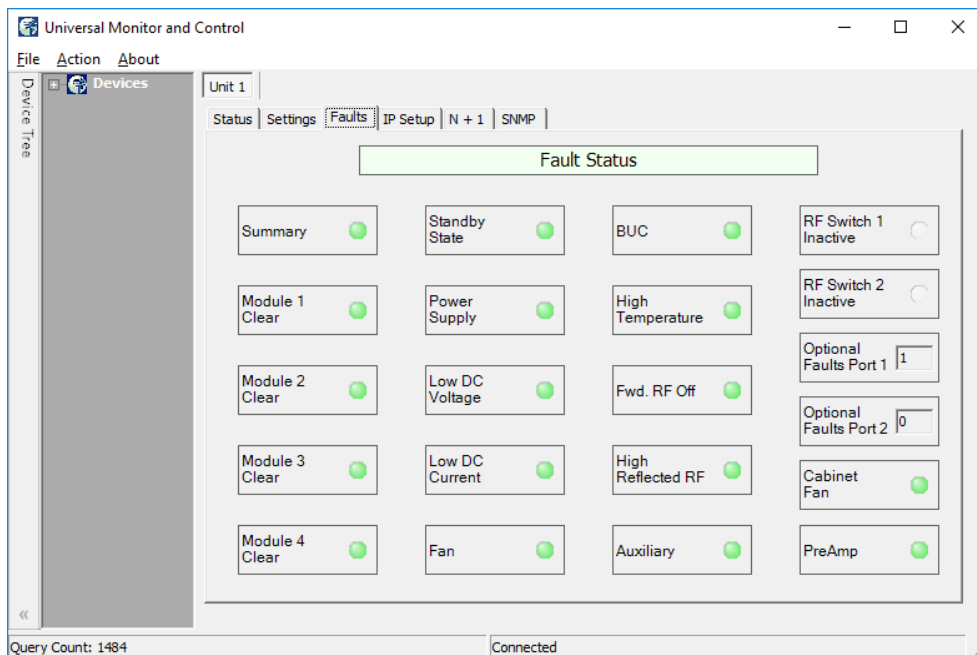 Universal Monitor and Control
File Action About
Device Tree
Devices
Unit 1
Status Settings Faults IP Setup N + 1 SNMP
Fault Status
Summary
Standby
State
BUC
RF Switch 1
Inactive
Module 1
Clear
Power
Supply
High
Temperature
RF Switch 2
Inactive
Optional
Faults Port 1 1
Module 2
Clear
Low DC
Voltage
Fwd. RF Off
Optional
Faults Port 2 0
Module 3
Clear
Low DC
Current
High
Reflected RF
Cabinet
Fan
Module 4
Clear
Fan
Auxiliary
PreAmp
«
Query Count: 1484
Connected